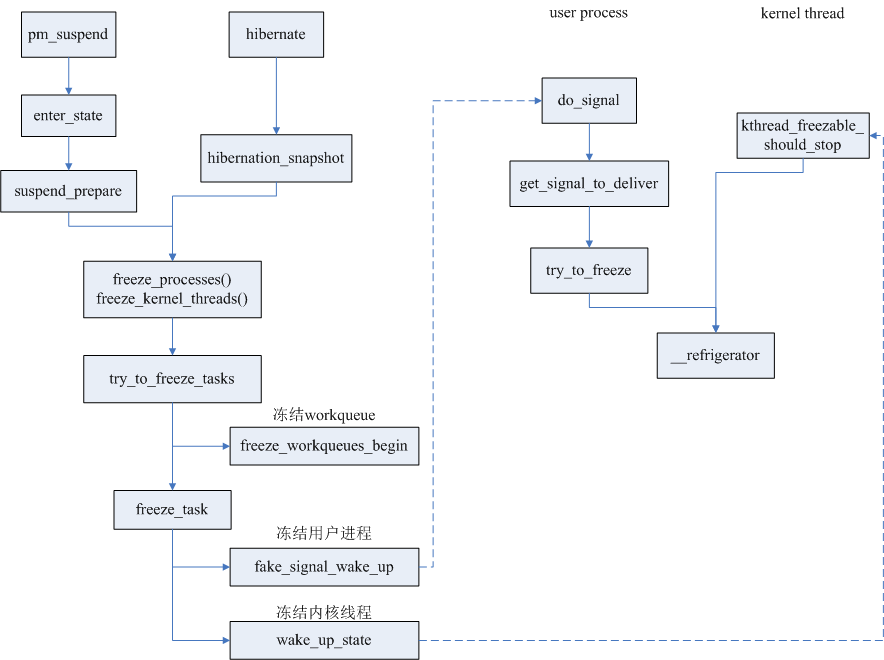 pm_suspend
enter_state
suspend_prepare
hibernate
hibernation_snapshot
freeze_processes()
freeze_kernel_threads()
try_to_freeze_tasks
冻结workqueue
freeze_workqueues_begin
freeze_task
冻结用户进程
fake_signal_wake_up
冻结内核线程
wake_up_state
user process
do_signal
get_signal_to_deliver
try_to_freeze
kernel thread
kthread_freezable_
should_stop
__refrigerator